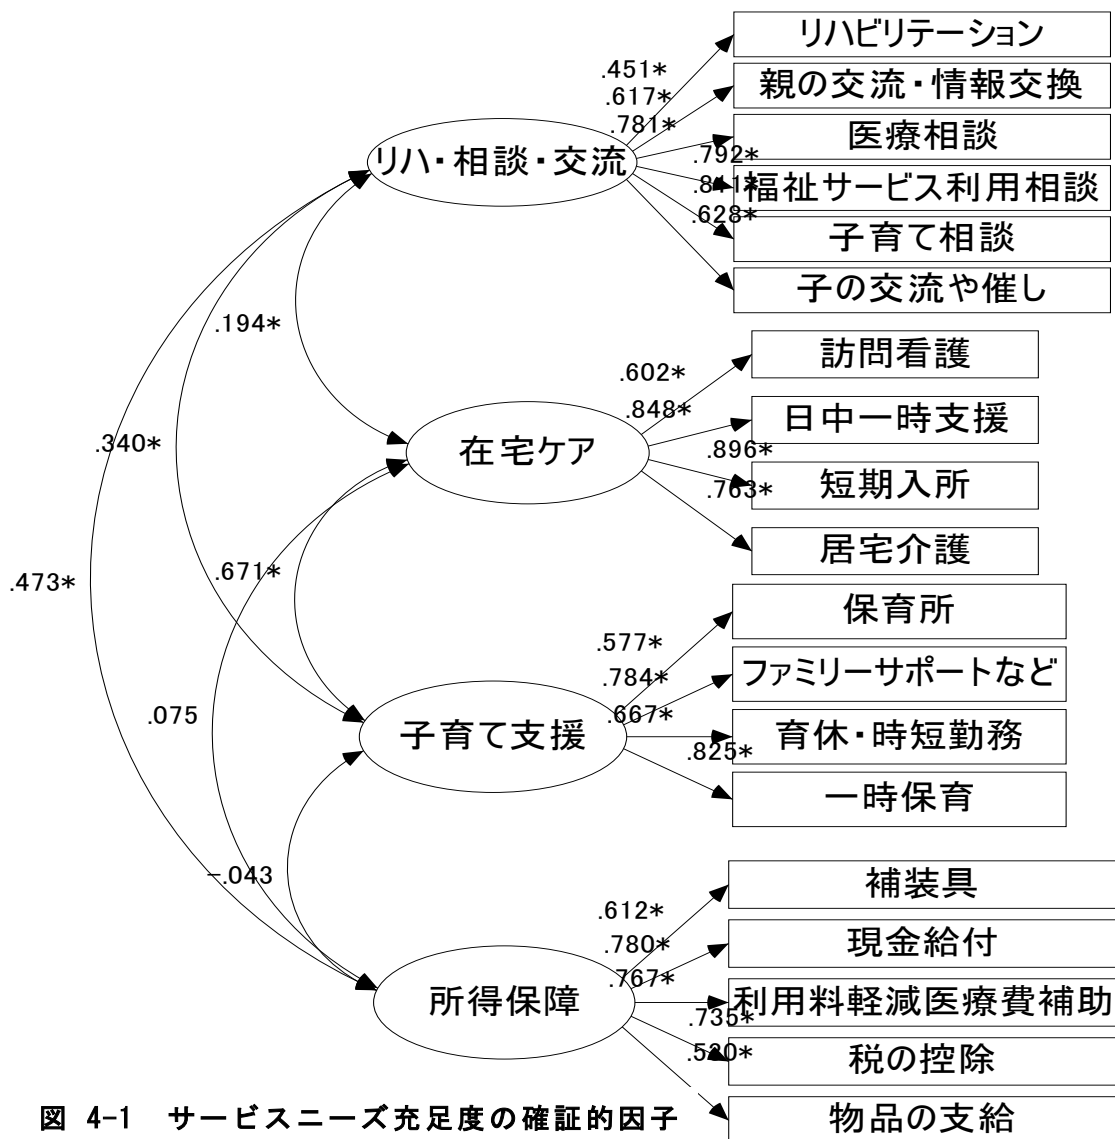 リハビリテーション
.451*
親の交流・情報交換
.617*
.781*
医療相談
リハ・相談・交流
.792*
福祉サービス利用相談
.811*
.628*
子育て相談
子の交流や催し
.194*
訪問看護
.602*
.848*
日中一時支援
.340*
在宅ケア
.896*
短期入所
.763*
居宅介護
.671*
.473*
保育所
.577*
ファミリーサポートなど
.784*
.075
.667*
子育て支援
育休・時短勤務
.825*
一時保育
-.043
補装具
.612*
.780*
現金給付
.767*
所得保障
利用料軽減医療費補助
.735*
税の控除
物品の支給
図 4-1 サービスニーズ充足度の確証的因子